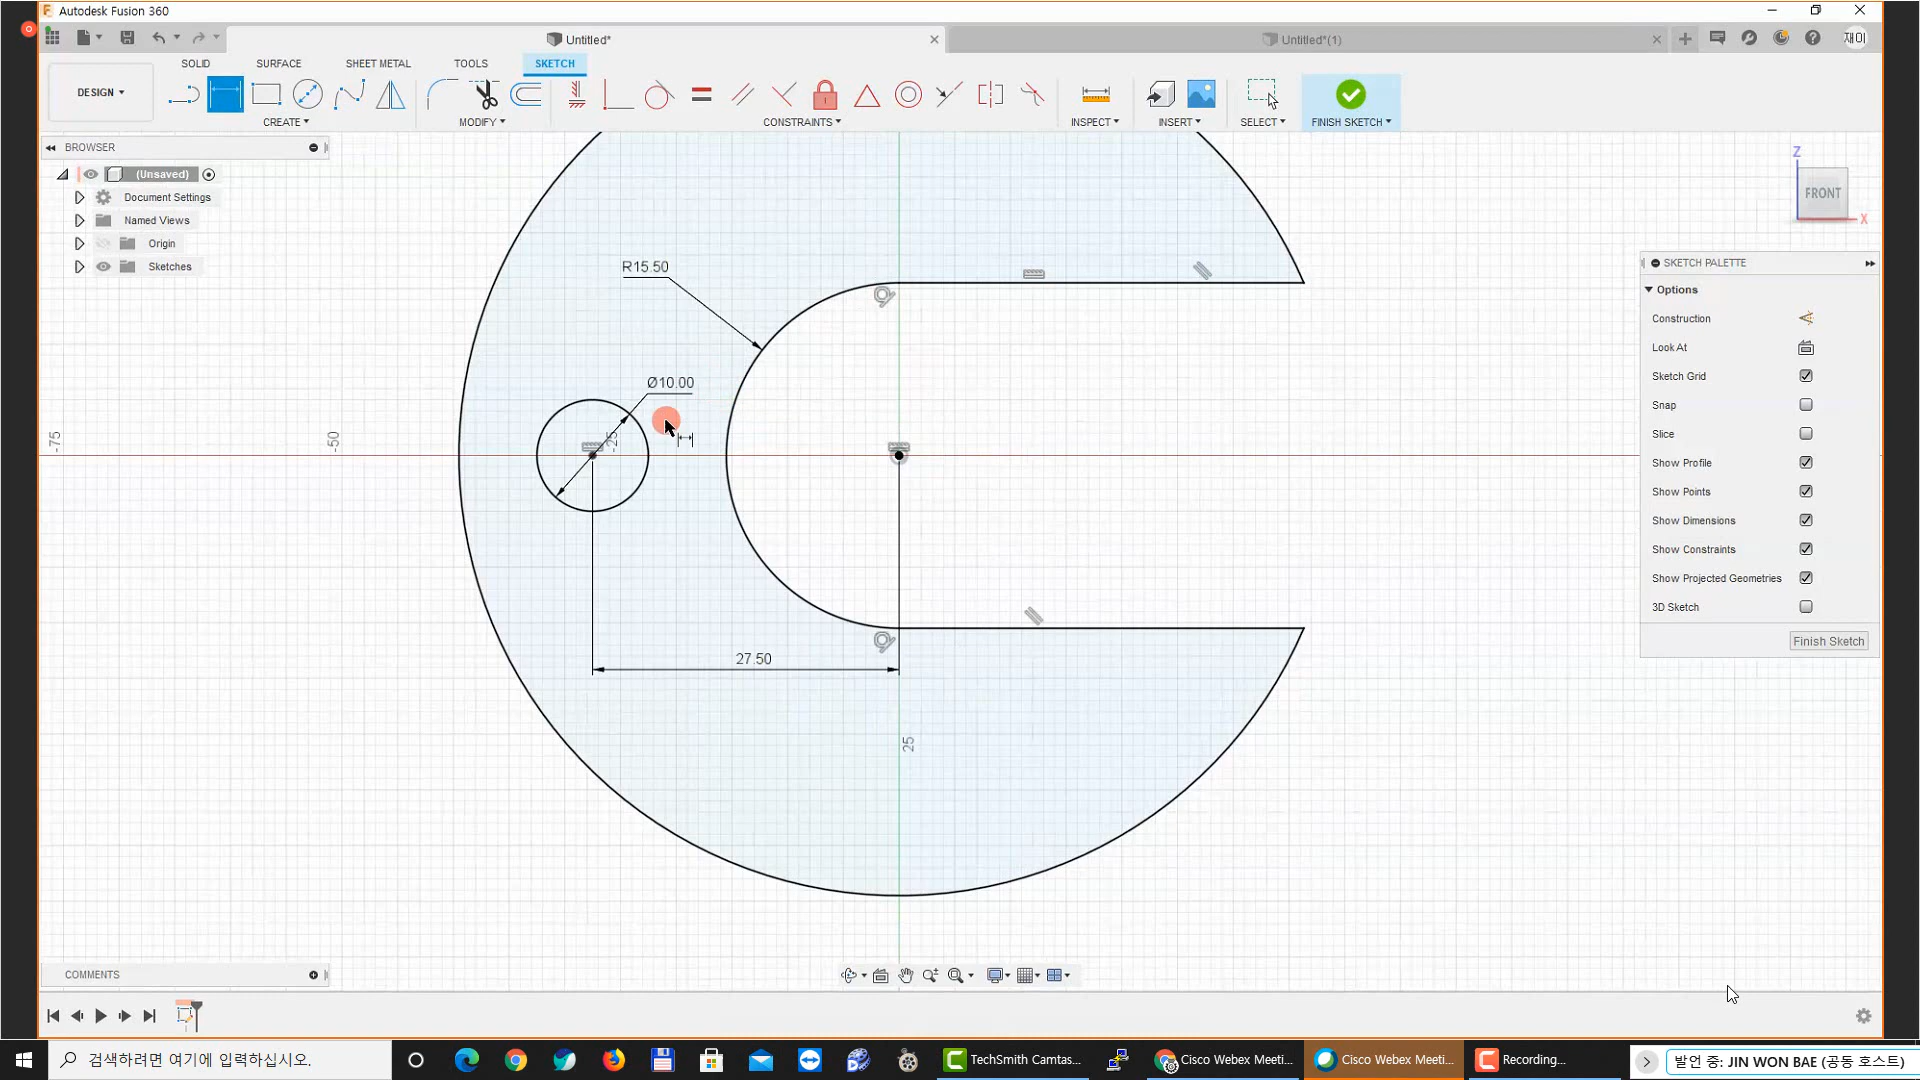 Autodesk Fusion 360
Untitled*
Untitled*(1)
재이
SOLID
SURFACE
SHEET METAL
TOOLS
SKETCH
DESIGN
CREATE
MODIFY
CONSTRAINTS
INSPECT
INSERT
SELECT
FINISH SKETCH
BROWSER
(Unsaved)
Document Settings
Named Views
Origin
Sketches
Z
FRONT
X
SKETCH PALETTE
Options
Construction
Look At
Sketch Grid
Snap
Slice
Show Profile
Show Points
Show Dimensions
Show Constraints
Show Projected Geometries
3D Sketch
Finish Sketch
R15.50
Ø10.00
-75
-50
-25
27.50
25
COMMENTS
검색하려면 여기에 입력하십시오.
TechSmith Camtas...
Cisco Webex Meeti...
Cisco Webex Meeti...
Recording...
발언 중: JIN WON BAE (공동 호스트)